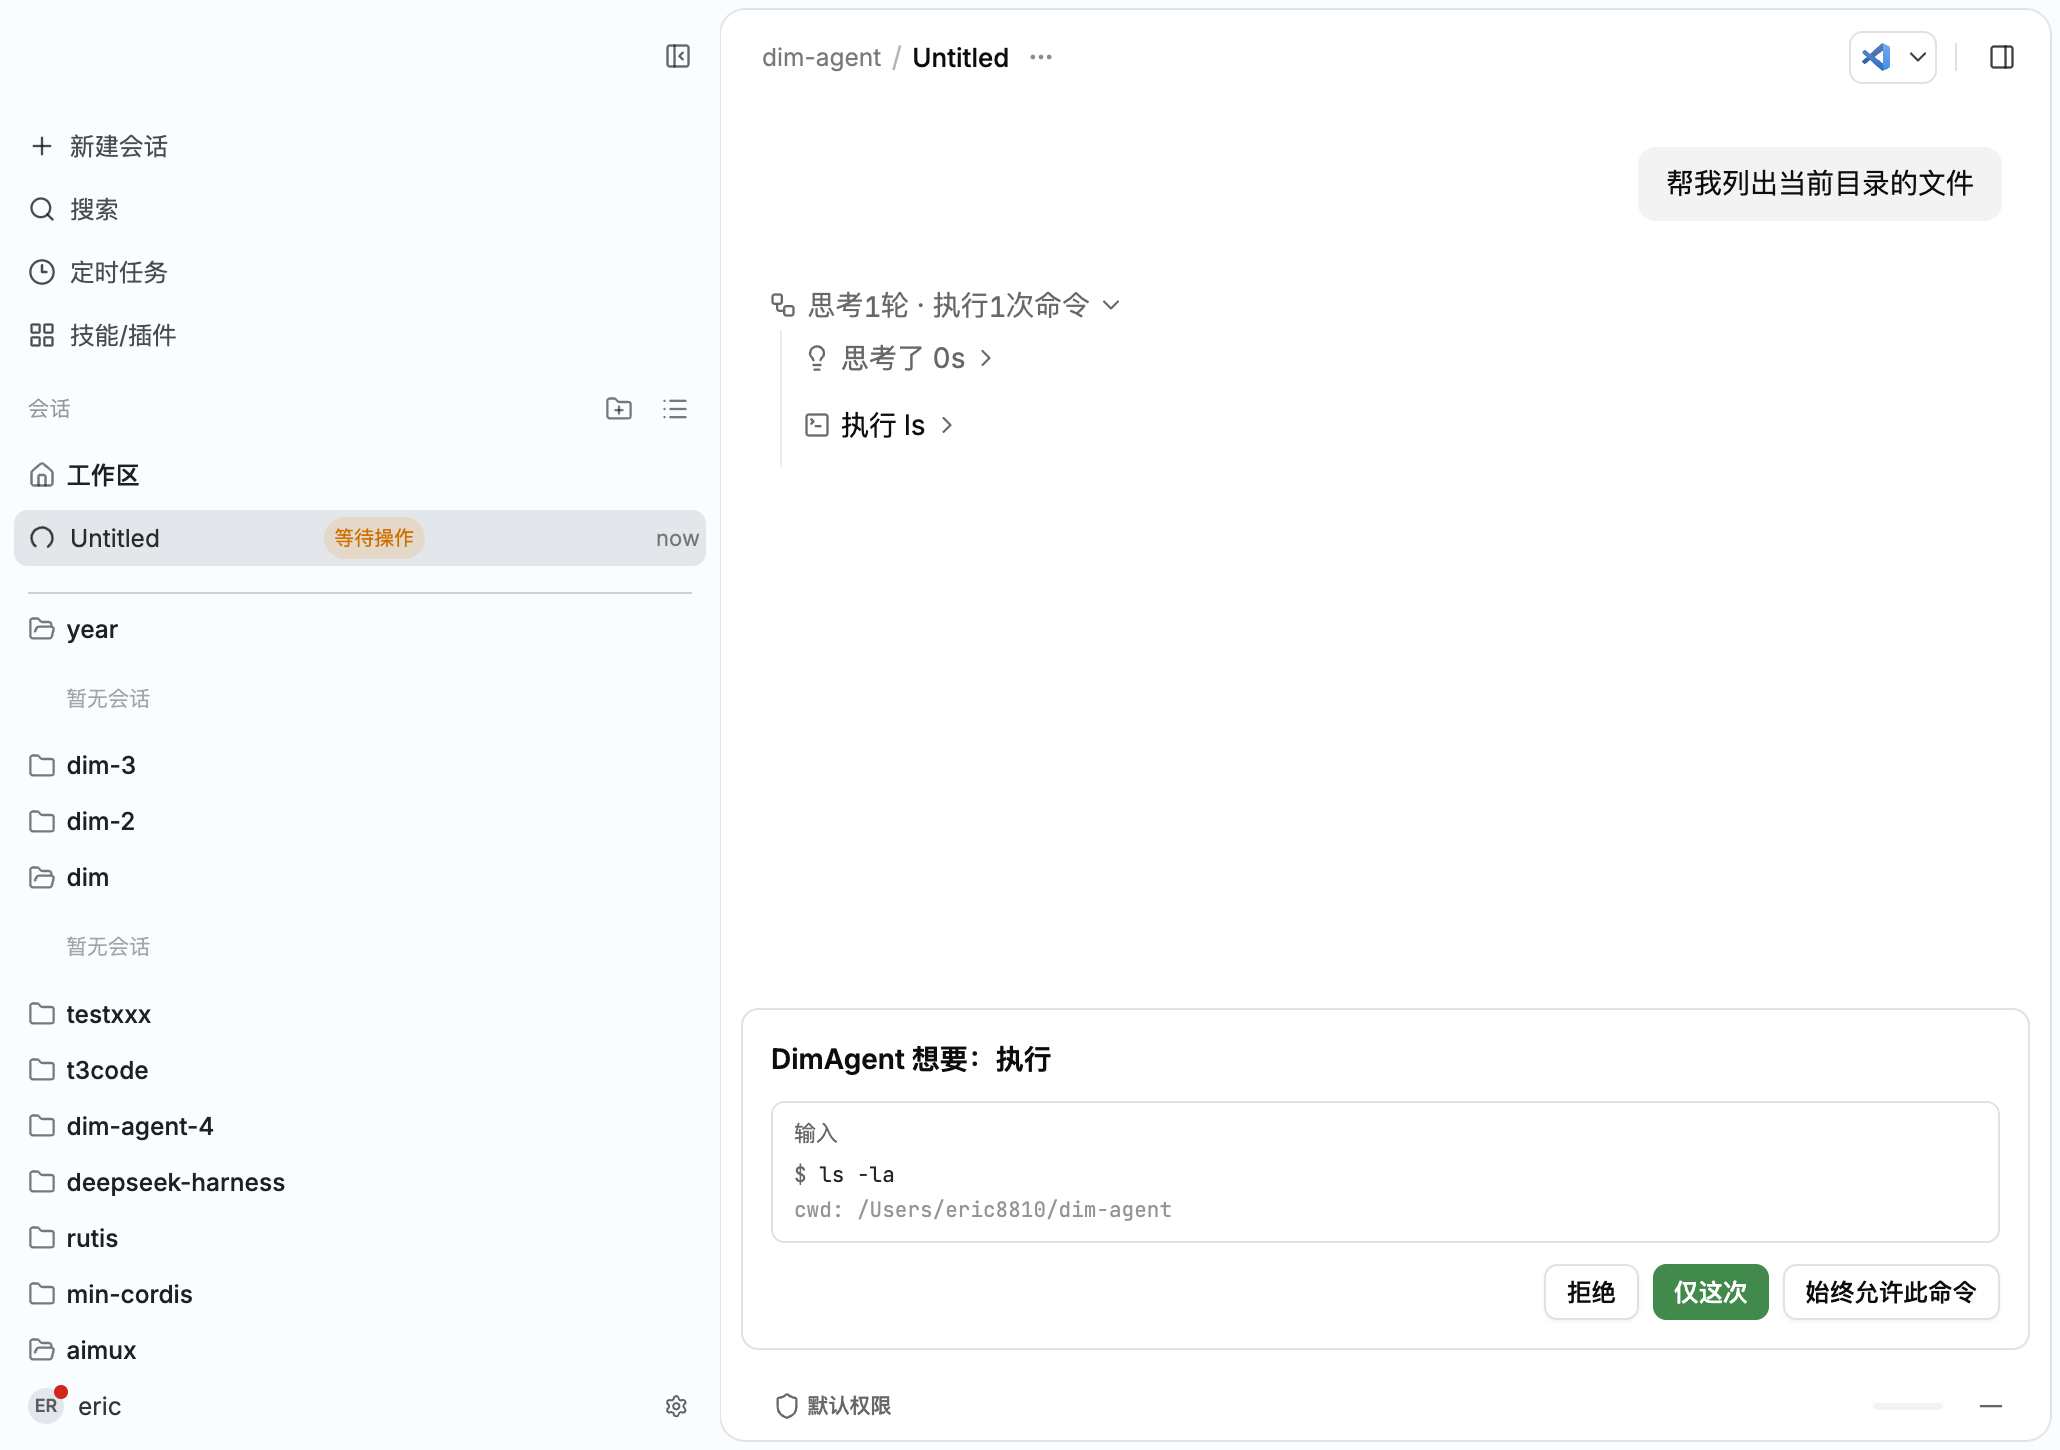 新建会话
搜索
定时任务
技能/插件
会话
工作区
Untitled 等待操作 now
year
暂无会话
dim-3
dim-2
dim
暂无会话
testxxx
t3code
dim-agent-4
deepseek-harness
rutis
min-cordis
aimux
ER eric
dim-agent / Untitled ···
帮我列出当前目录的文件
思考1轮 · 执行1次命令
思考了 0s
执行 ls
DimAgent 想要：执行
输入
$ ls -la
cwd: /Users/eric8810/dim-agent
拒绝 仅这次 始终允许此命令
默认权限